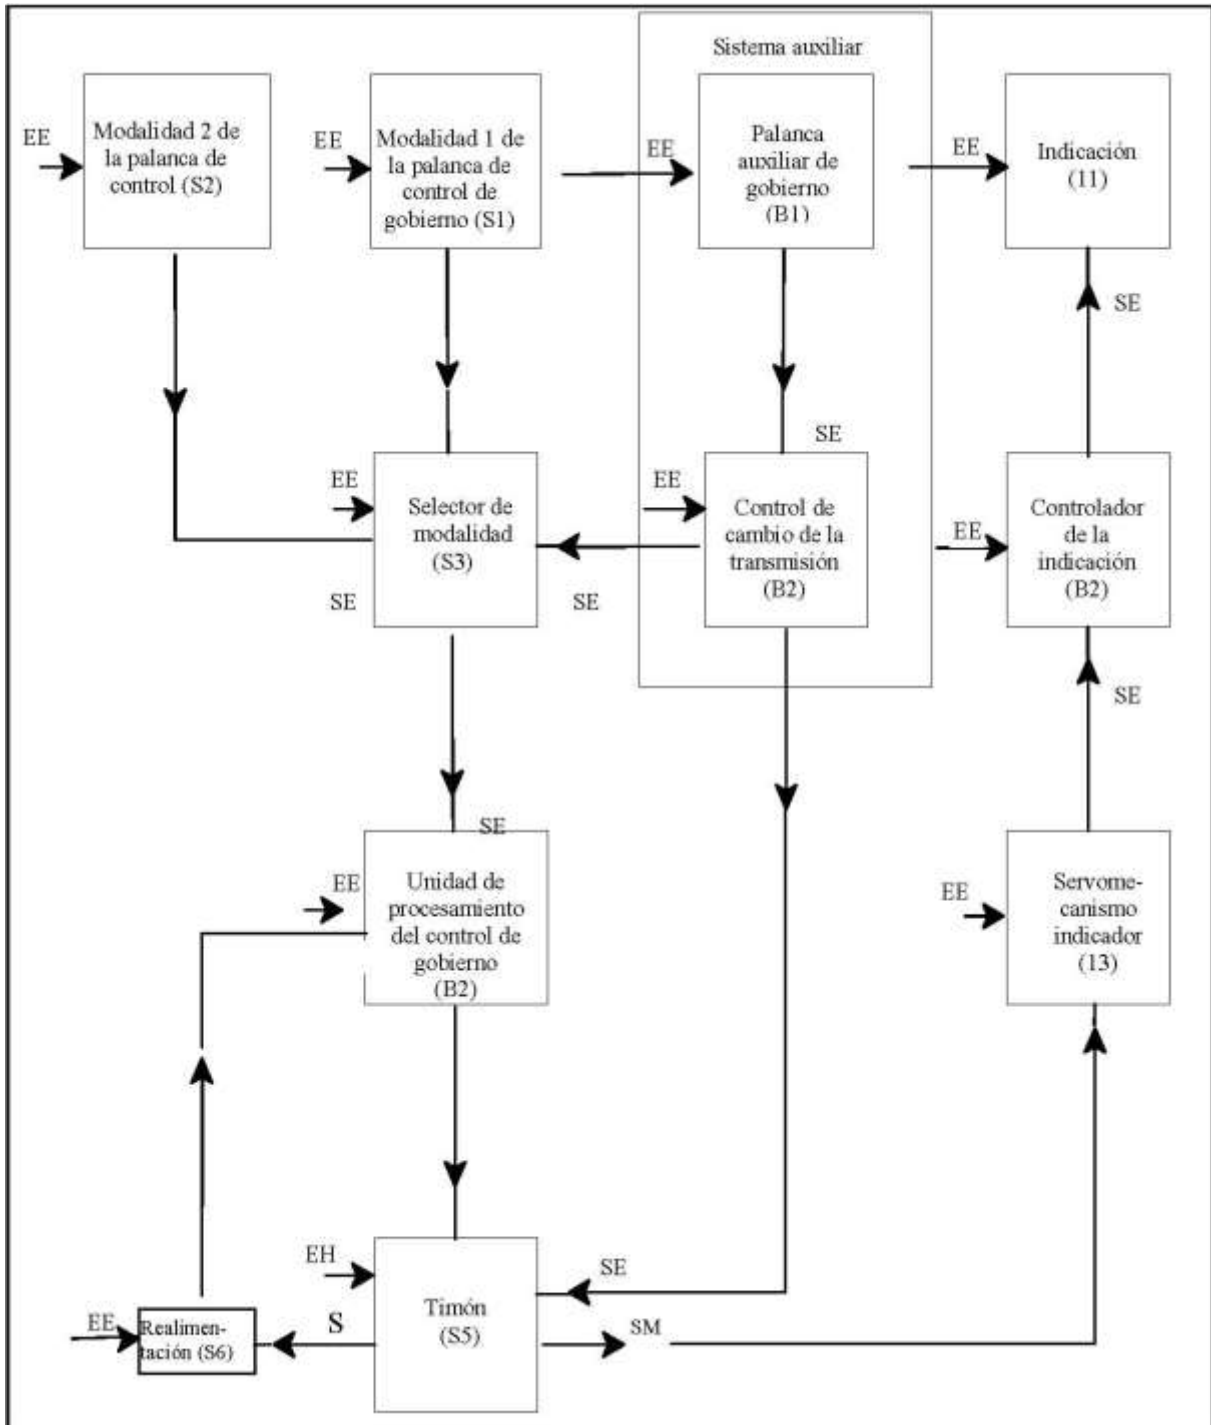 Sistema auxiliar
EE
Modalidad 2 de
la palanca de
control (S2)
EE
Modalidad 1 de
la palanca de
control de
gobierno (S1)
EE
Palanca
auxiliar de
gobierno
(B1)
EE
Indicación
(11)
SE
SE
EE
Selector de
modalidad
(S3)
EE
Control de
cambio de la
transmisión
(B2)
EE
Controlador
de la
indicación
(B2)
SE
SE
SE
SE
EE
Unidad de
procesamiento
del control de
gobierno
(B2)
EE
Servome-
canismo
indicador
(13)
EH
SE
Timón
(S5)
EE
Realimen-
tación (S6)
S
SM